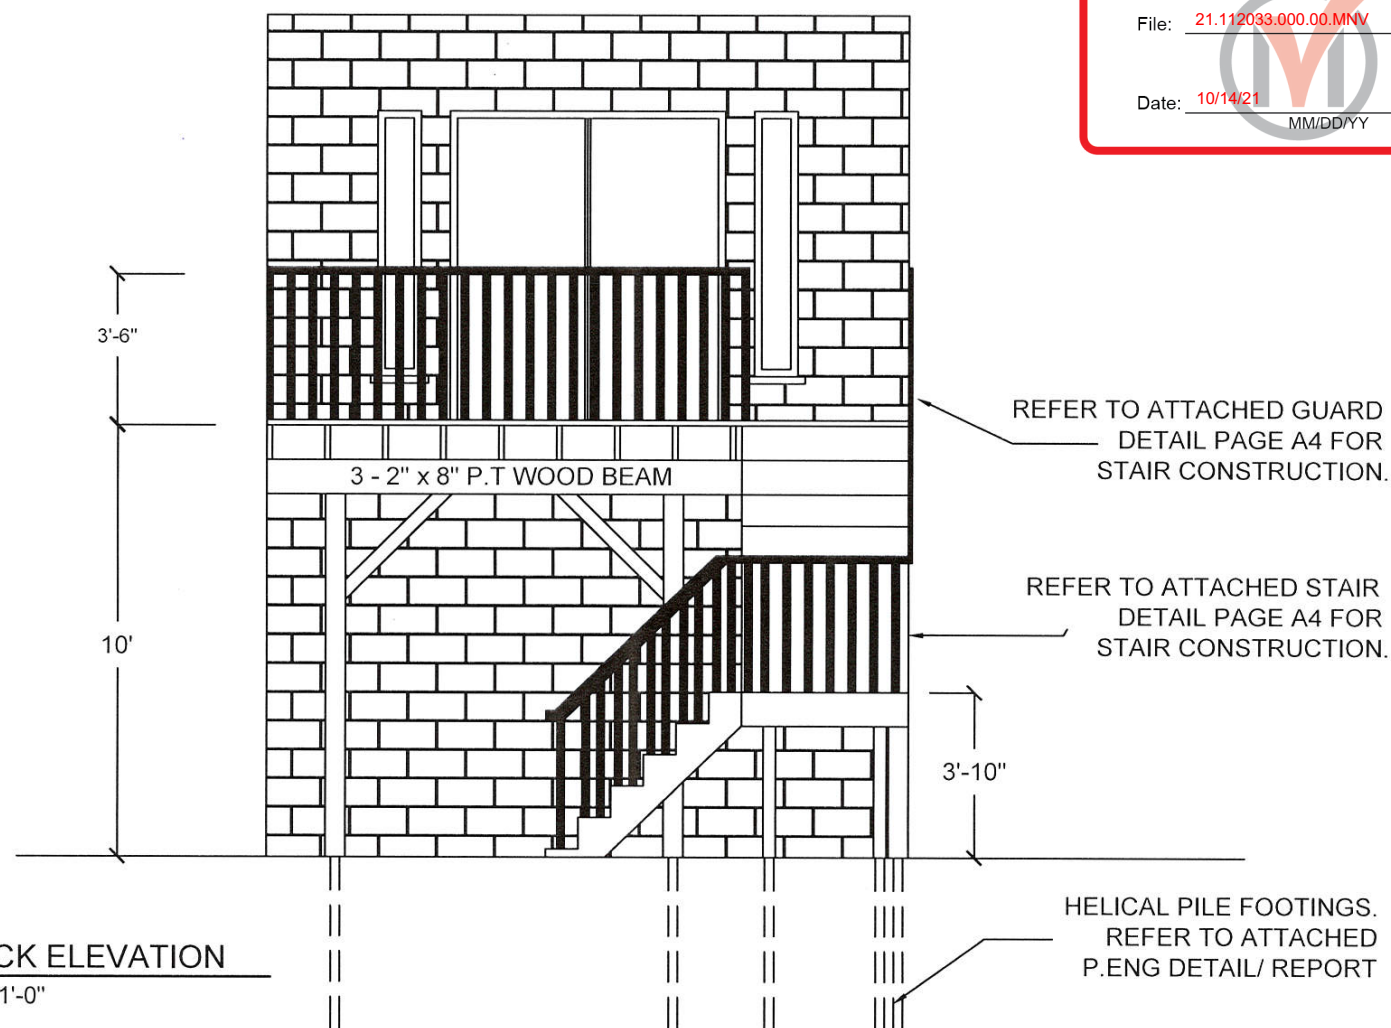 File: 21.112033.000.00.MNV
Date: 10/14/21
MM/DD/YY
3'-6"
REFER TO ATTACHED GUARD
DETAIL PAGE A4 FOR
STAIR CONSTRUCTION.
3 - 2" x 8" P.T WOOD BEAM
REFER TO ATTACHED STAIR
DETAIL PAGE A4 FOR
STAIR CONSTRUCTION.
10'
3'-10"
HELICAL PILE FOOTINGS.
REFER TO ATTACHED
P.ENG DETAIL/ REPORT
CK ELEVATION
1'-0"